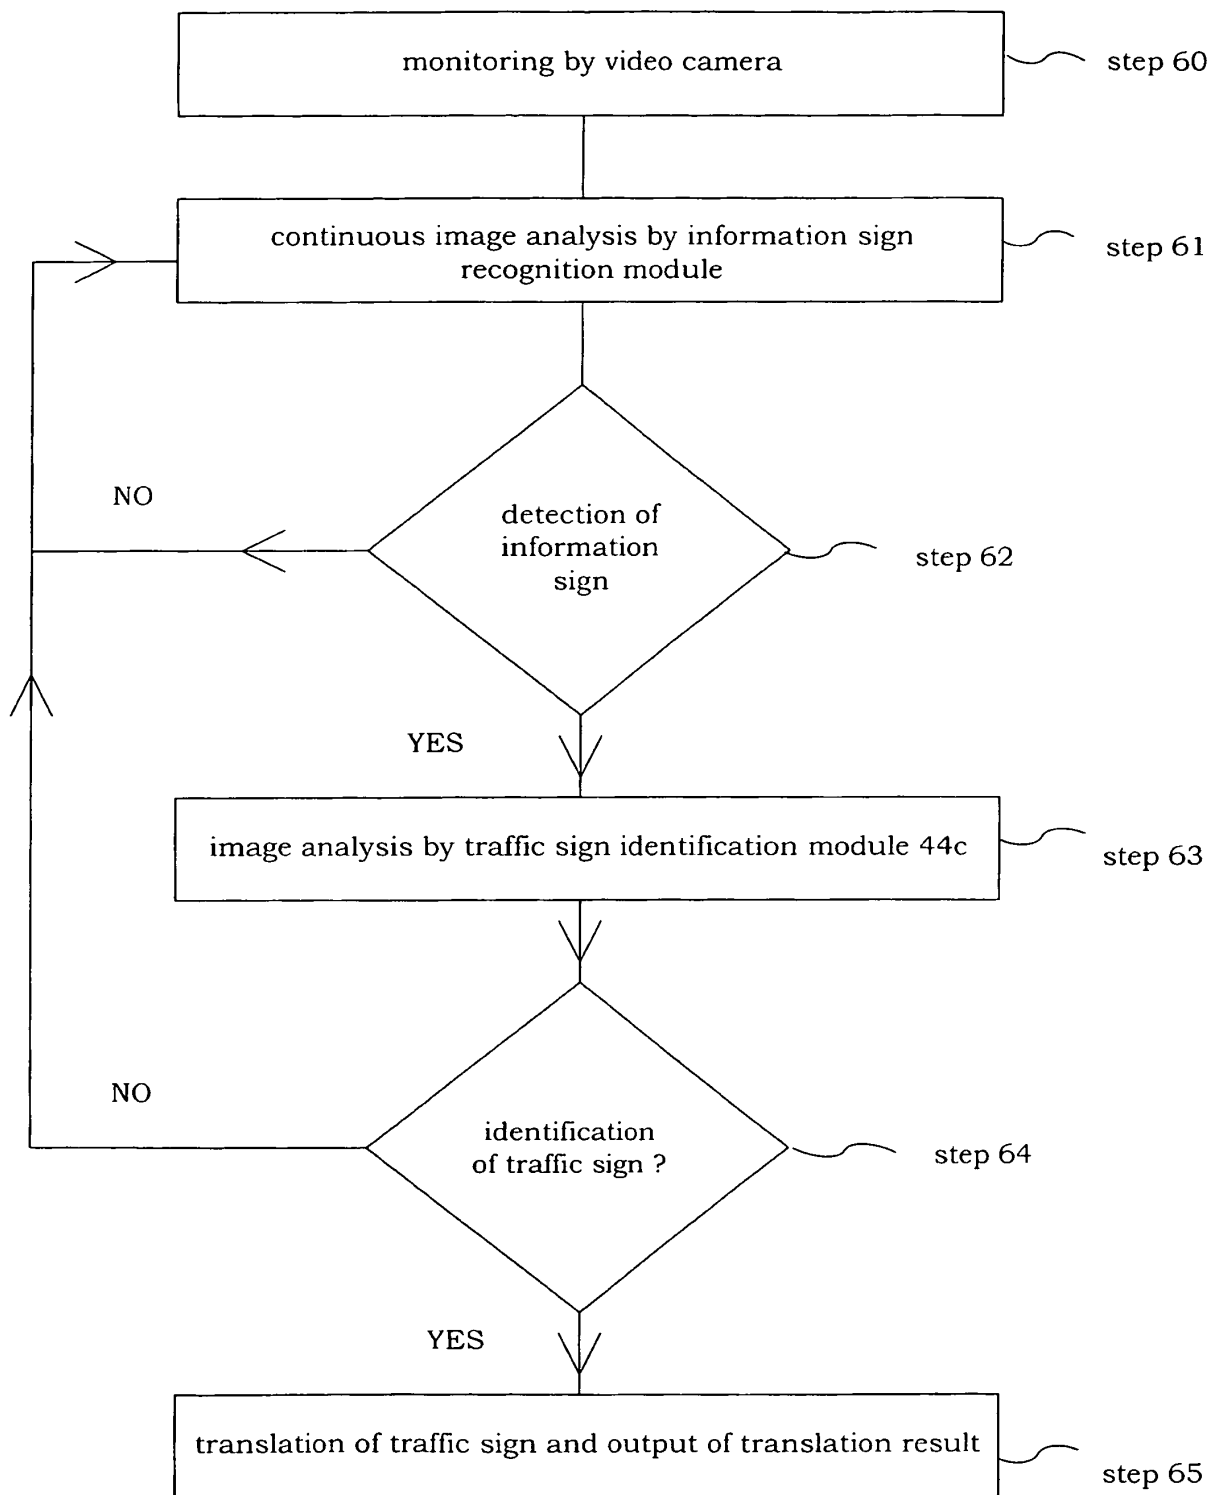 monitoring by video camera
step 60
continuous image analysis by information sign
recognition module
step 61
NO
detection of
information
sign
step 62
YES
image analysis by traffic sign identification module 44c
step 63
NO
identification
of traffic sign ?
step 64
YES
translation of traffic sign and output of translation result
step 65